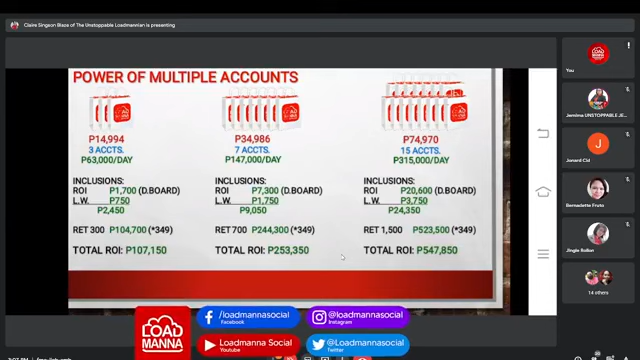 Claire Singson Blaze of The Unstoppable Loadmannian is presenting
POWER OF MULTIPLE ACCOUNTS
P14,994
3 ACCTS.
P63,000/DAY
INCLUSIONS:
ROI P1,700 (D.BOARD)
L.W. P750
P2,450
RET 300 P104,700 (*349)
TOTAL ROI: P107,150
P34,986
7 ACCTS.
P147,000/DAY
INCLUSIONS:
ROI P7,300 (D.BOARD)
L.W. P1,750
P9,050
RET 700 P244,300 (*349)
TOTAL ROI: P253,350
P74,970
15 ACCTS.
P315,000/DAY
INCLUSIONS:
ROI P20,600 (D.BOARD)
L.W. P3,750
P24,350
RET 1,500 P523,500 (*349)
TOTAL ROI: P547,850
You
Jemima UNSTOPPABLE JE...
J
Junard Cid
Bernadette Fruto
Jingle Rollon
14 others
LOAD
MANNA
/loadmannasocial
Facebook
@loadmannasocial
Instagram
Loadmanna Social
Youtube
@loadmannasocial
Twitter